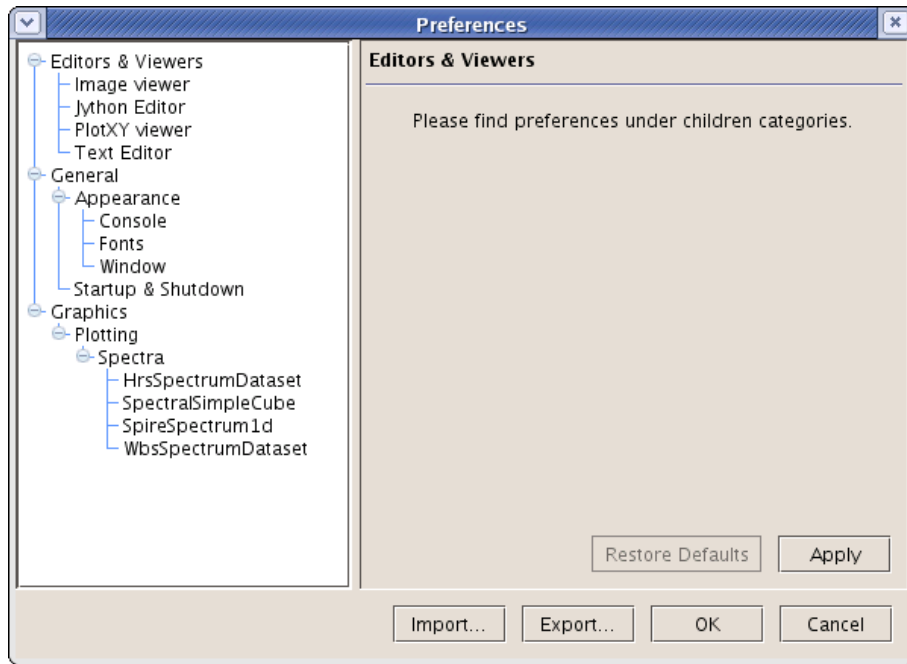 Preferences
Editors & Viewers
Image viewer
Jython Editor
PlotXY viewer
Text Editor
General
Appearance
Console
Fonts
Window
Startup & Shutdown
Graphics
Plotting
Spectra
HrsSpectrumDataset
SpectralSimpleCube
SpireSpectrum1d
WbsSpectrumDataset
Editors & Viewers
Please find preferences under children categories.
Restore Defaults
Apply
Import...
Export...
OK
Cancel